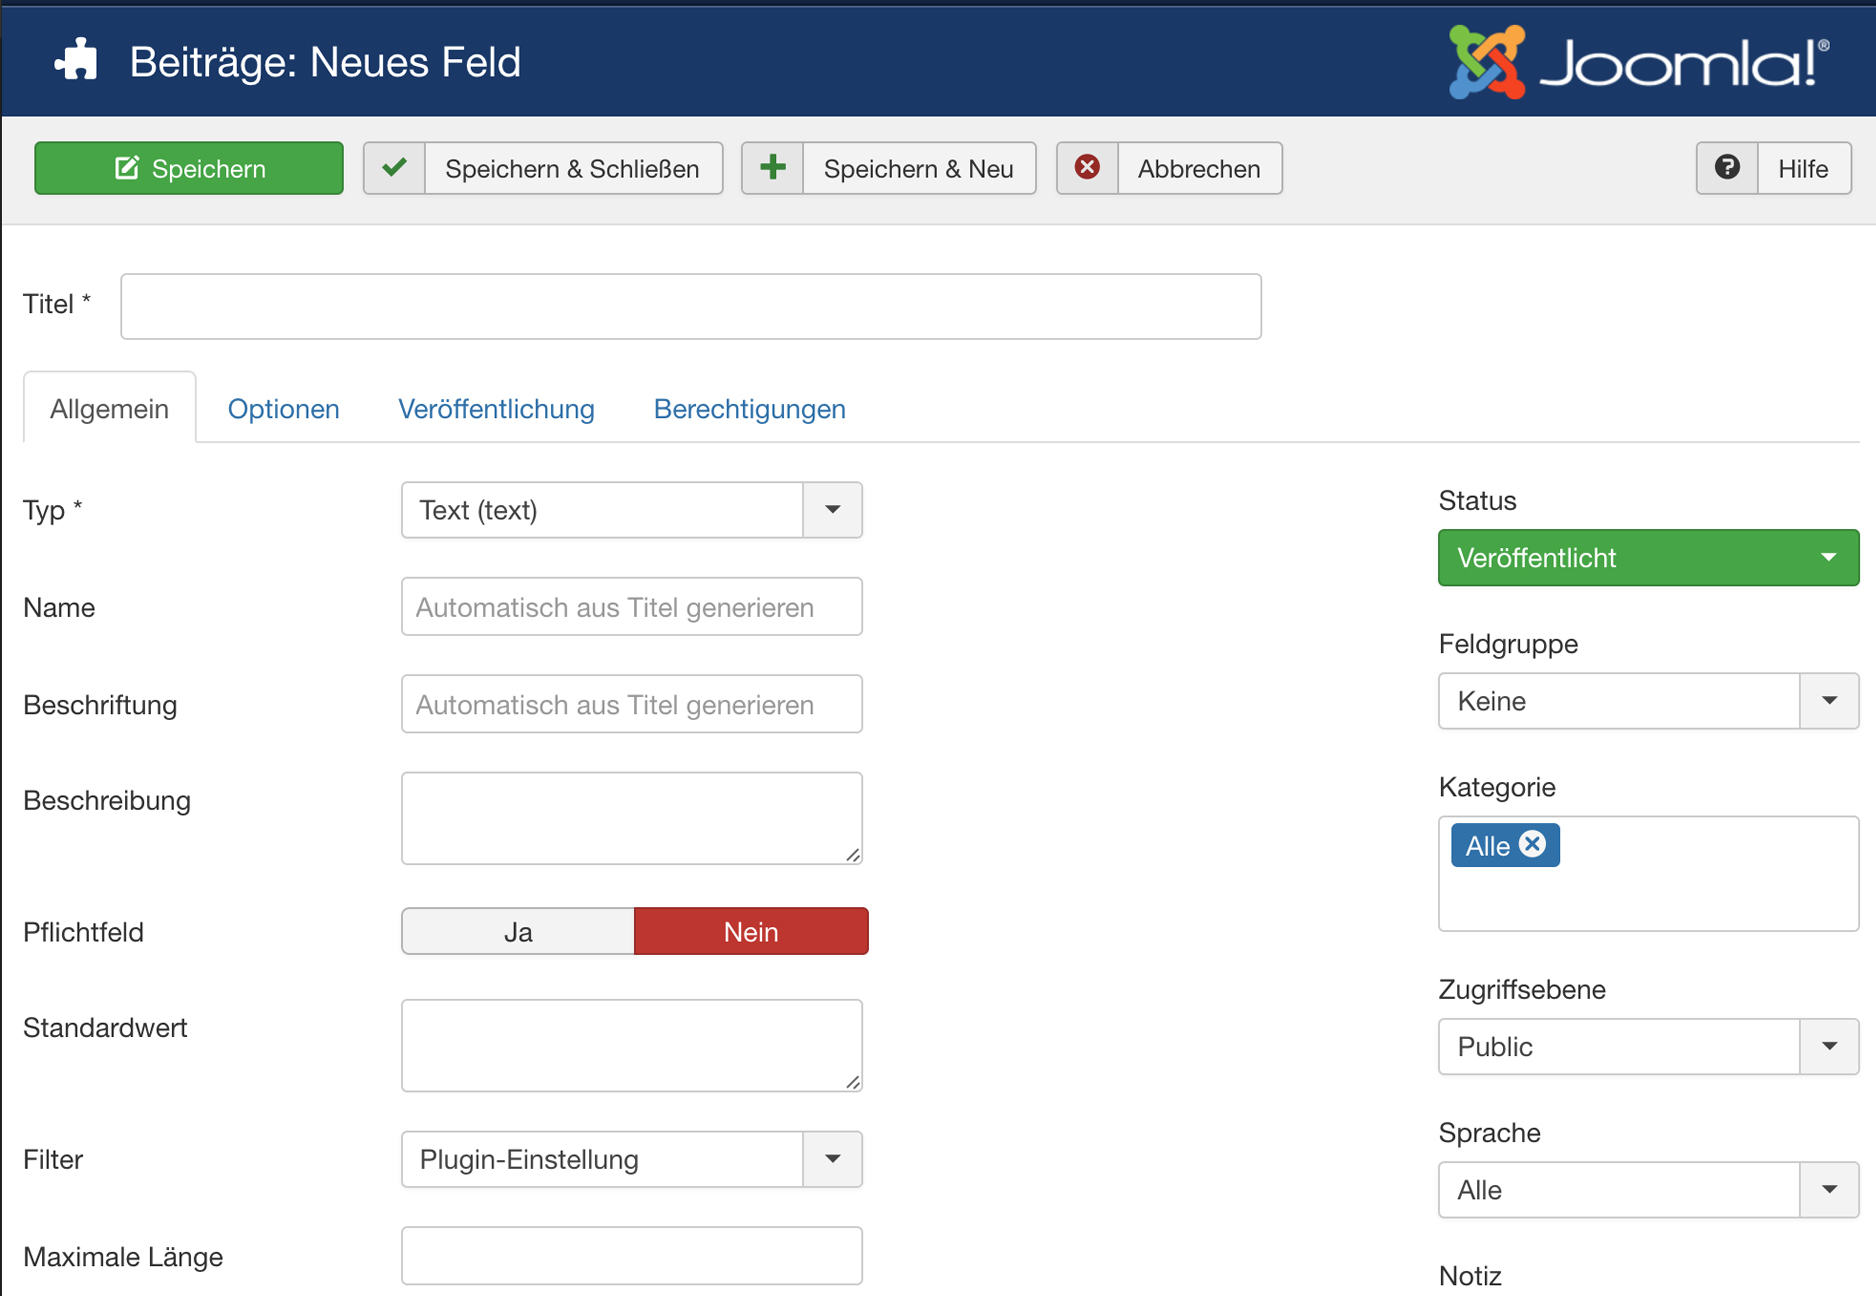 Beiträge: Neues Feld
Joomla!®
Speichern
Speichern & Schließen
Speichern & Neu
Abbrechen
Hilfe
Titel *
Allgemein
Optionen
Veröffentlichung
Berechtigungen
Typ *
Text (text)
Name
Automatisch aus Titel generieren
Beschriftung
Automatisch aus Titel generieren
Beschreibung
Pflichtfeld
Ja
Nein
Standardwert
Filter
Plugin-Einstellung
Maximale Länge
Status
Veröffentlicht
Feldgruppe
Keine
Kategorie
Alle
Zugriffsebene
Public
Sprache
Alle
Notiz